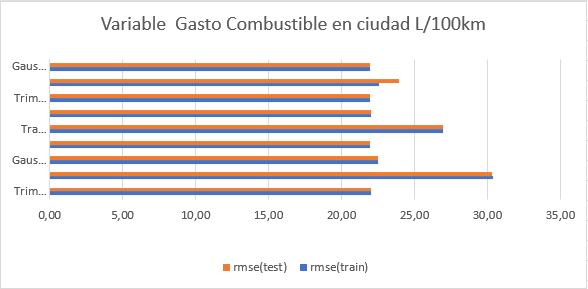 Variable  Gasto Combustible en ciudad L/100km
Gaus...
Trim...
Tra...
Gaus...
Trim...
0,00 5,00 10,00 15,00 20,00 25,00 30,00 35,00
rmse(test) rmse(train)